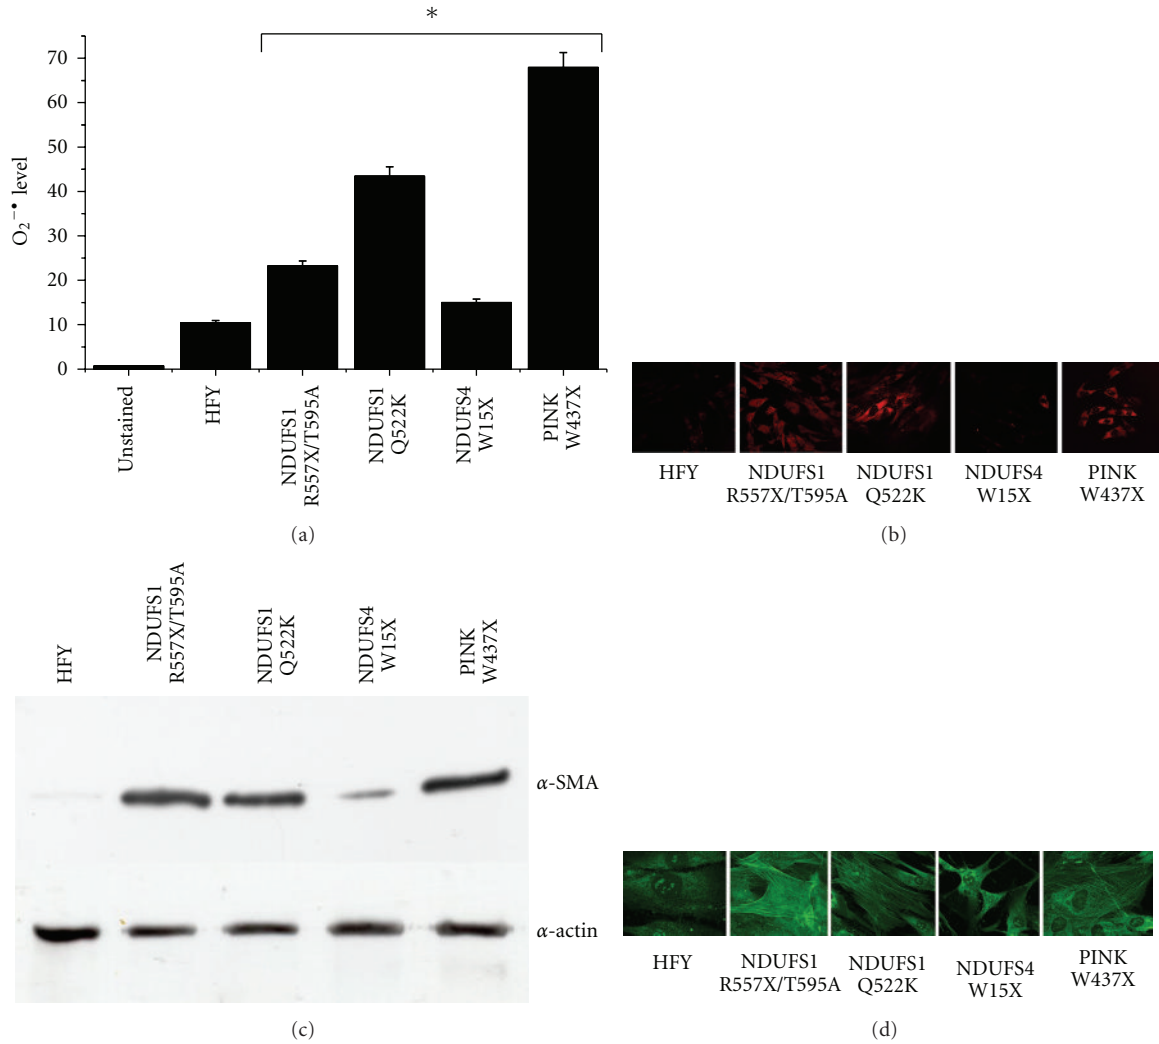 *
70
60
50
40
30
20
10
0
O₂⁻• level
Unstained
HFY
NDUFS1
R557X/T595A
NDUFS1
Q522K
NDUFS4
W15X
PINK
W437X
(a)
HFY
NDUFS1
R557X/T595A
NDUFS1
Q522K
NDUFS4
W15X
PINK
W437X
(b)
HFY
NDUFS1
R557X/T595A
NDUFS1
Q522K
NDUFS4
W15X
PINK
W437X
α-SMA
α-actin
(c)
HFY
NDUFS1
R557X/T595A
NDUFS1
Q522K
NDUFS4
W15X
PINK
W437X
(d)